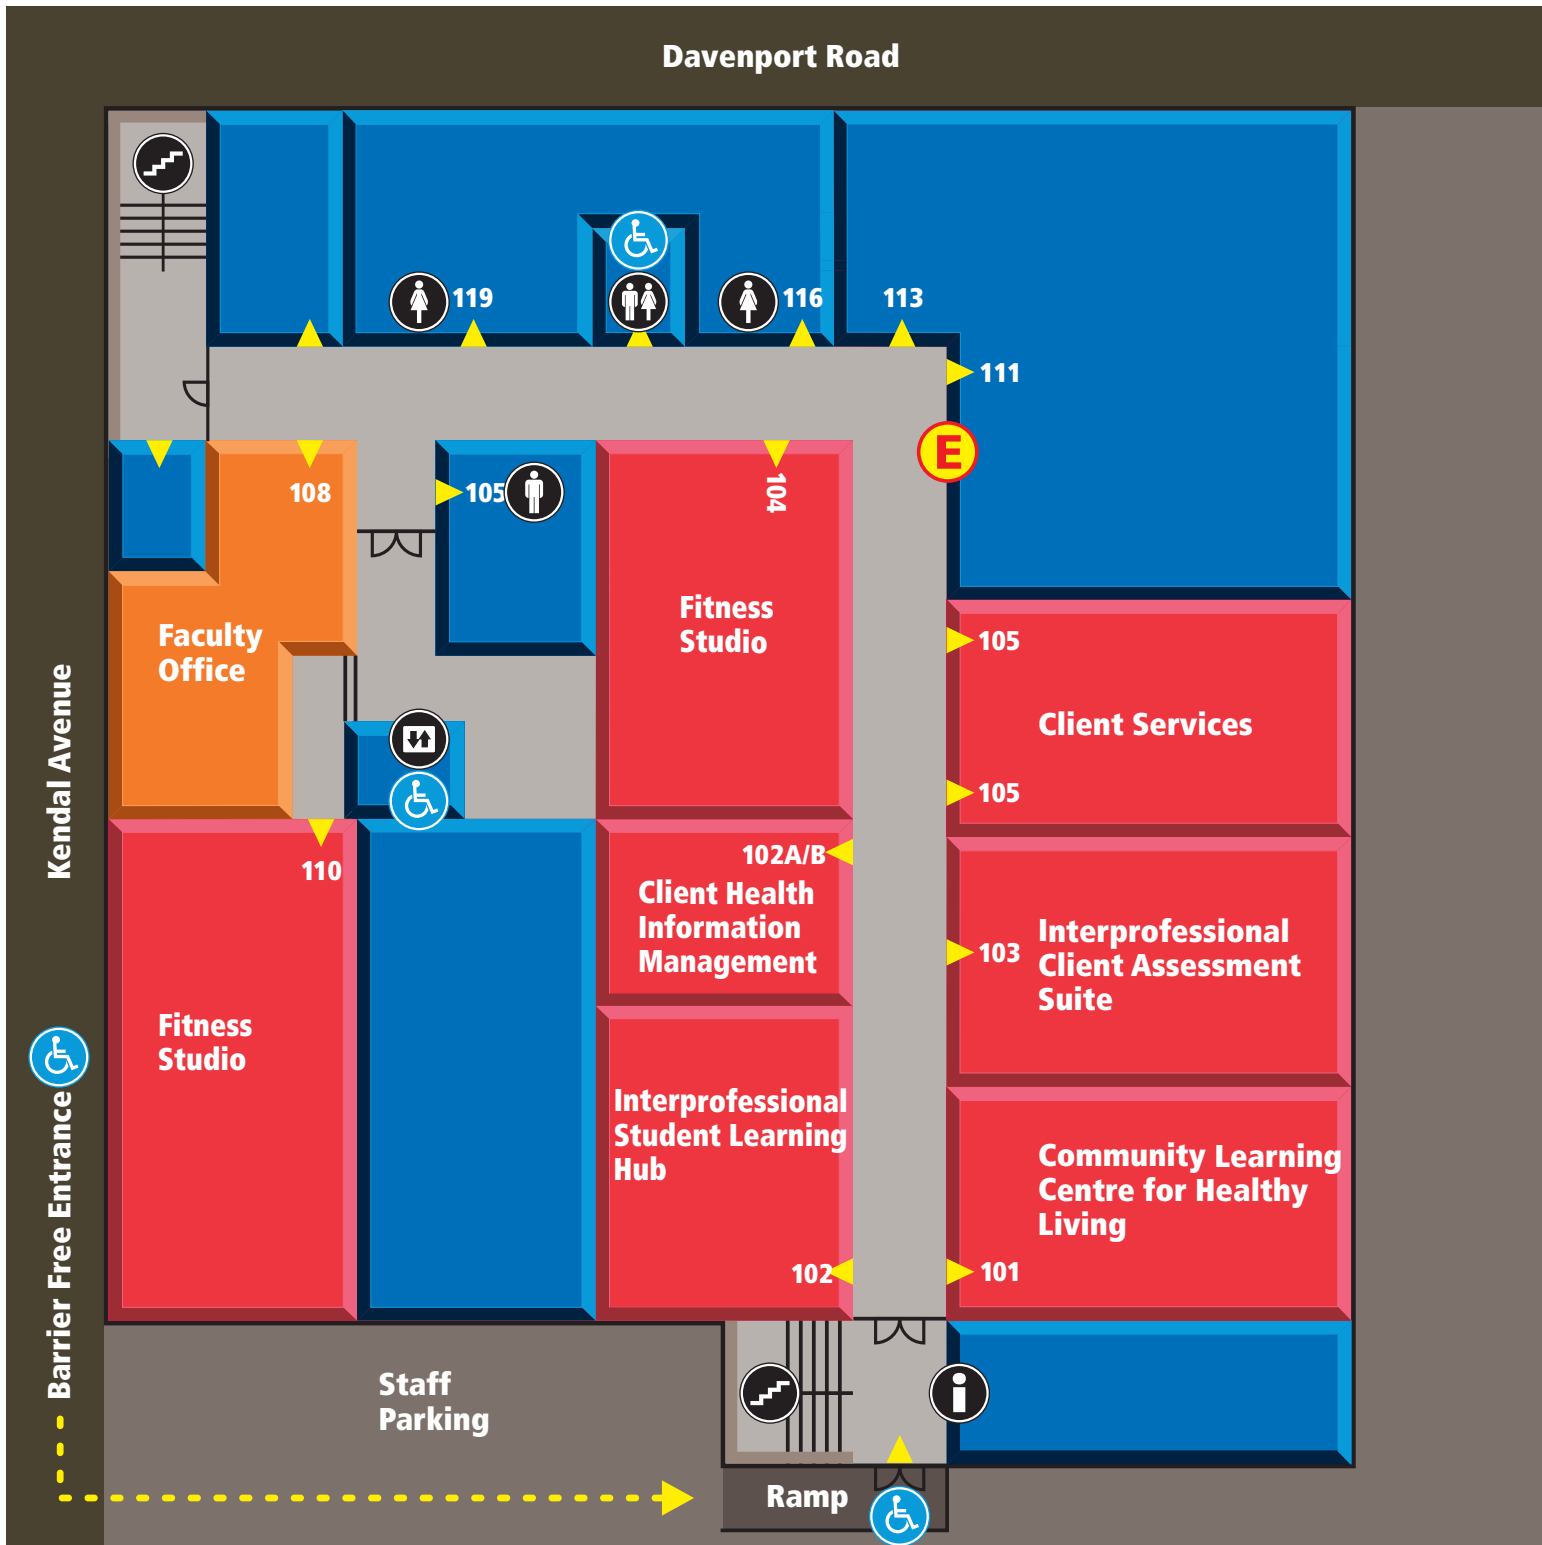 Davenport Road
119
116
113
111
E
108
105
104
Fitness
Studio
Faculty
Office
105
Client Services
105
Kendal Avenue
110
102A/B
Client Health
Information
Management
103
Interprofessional
Client Assessment
Suite
Fitness
Studio
Interprofessional
Student Learning
Hub
Community Learning
Centre for Healthy
Living
102
101
Barrier Free Entrance
Staff
Parking
i
Ramp